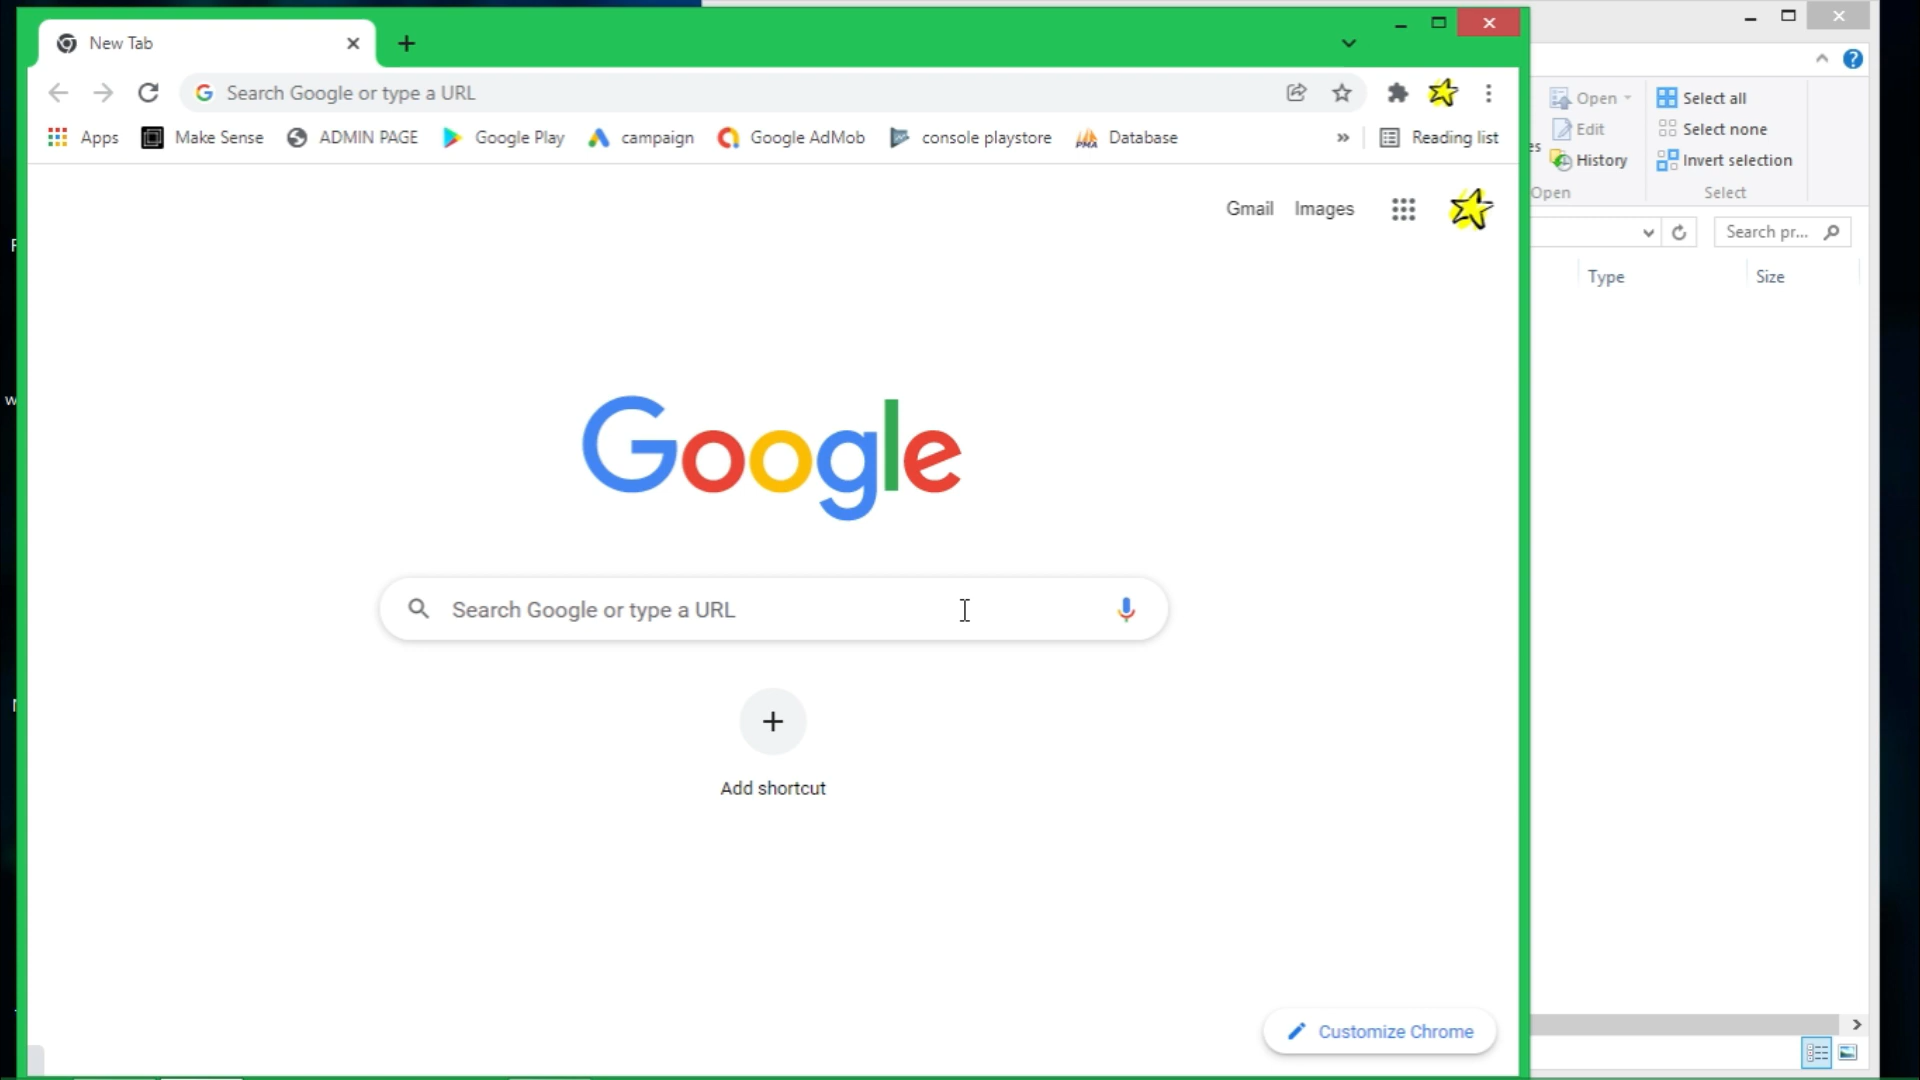 New Tab
Search Google or type a URL
Apps
Make Sense
ADMIN PAGE
Google Play
campaign
Google AdMob
console playstore
PMA
Database
»
Reading list
Gmail
Images
Google
Search Google or type a URL
Add shortcut
Customize Chrome
Open
Select all
Edit
Select none
es
History
Invert selection
Open
Select
Search pr...
Type
Size